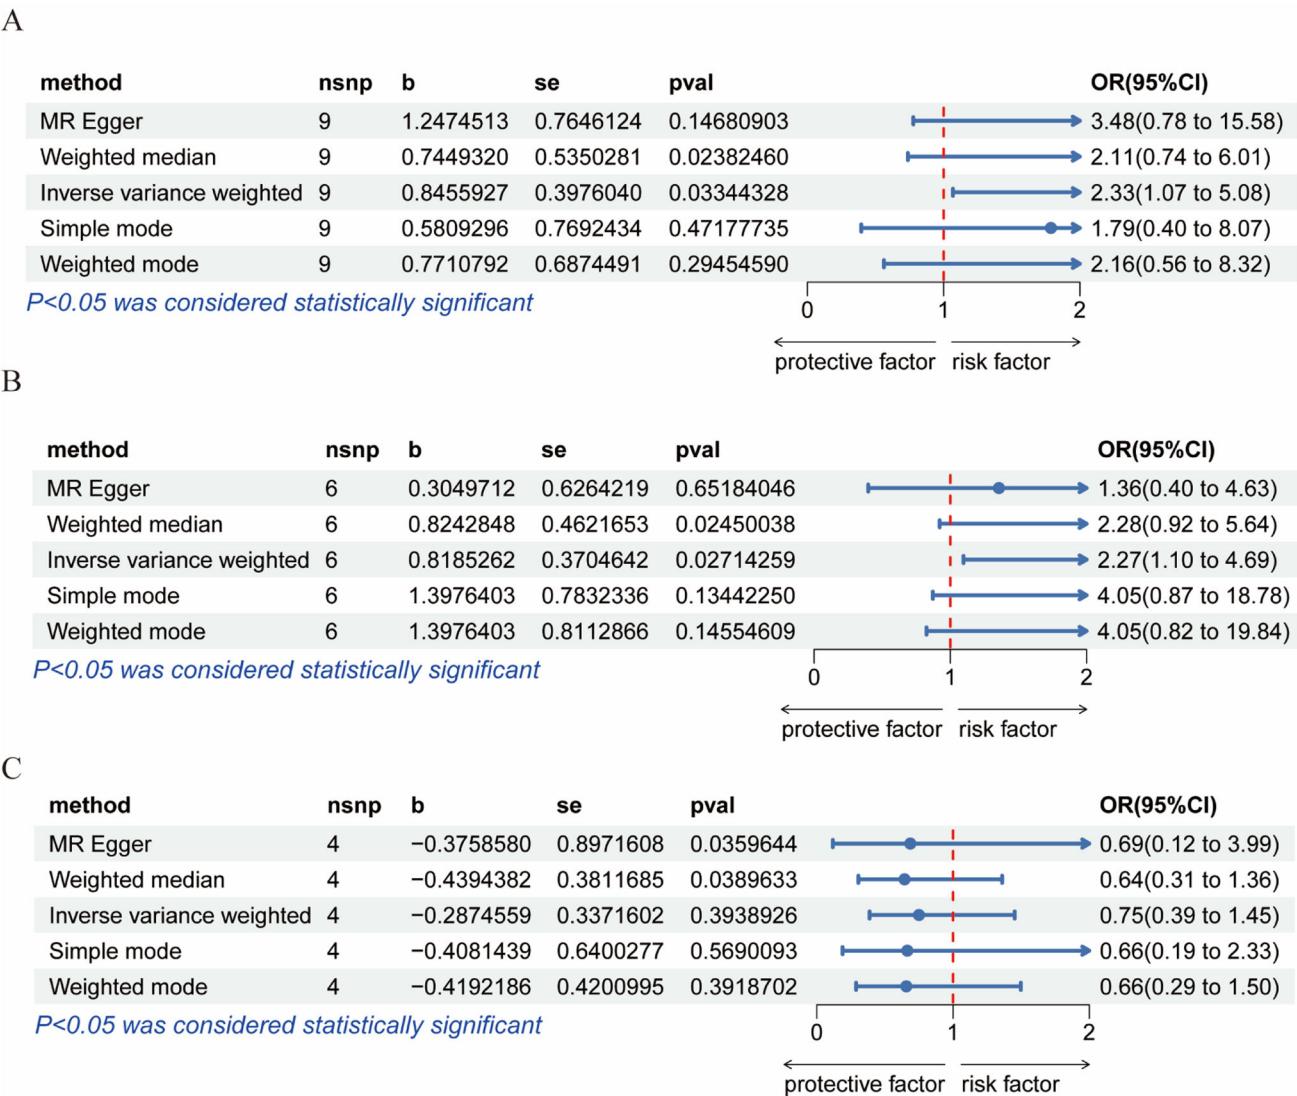 A
method nsnp b se pval OR(95%CI)
MR Egger 9 1.2474513 0.7646124 0.14680903 3.48(0.78 to 15.58)
Weighted median 9 0.7449320 0.5350281 0.02382460 2.11(0.74 to 6.01)
Inverse variance weighted 9 0.8455927 0.3976040 0.03344328 2.33(1.07 to 5.08)
Simple mode 9 0.5809296 0.7692434 0.47177735 1.79(0.40 to 8.07)
Weighted mode 9 0.7710792 0.6874491 0.29454590 2.16(0.56 to 8.32)
P<0.05 was considered statistically significant
0 1 2
protective factor risk factor
B
method nsnp b se pval OR(95%CI)
MR Egger 6 0.3049712 0.6264219 0.65184046 1.36(0.40 to 4.63)
Weighted median 6 0.8242848 0.4621653 0.02450038 2.28(0.92 to 5.64)
Inverse variance weighted 6 0.8185262 0.3704642 0.02714259 2.27(1.10 to 4.69)
Simple mode 6 1.3976403 0.7832336 0.13442250 4.05(0.87 to 18.78)
Weighted mode 6 1.3976403 0.8112866 0.14554609 4.05(0.82 to 19.84)
P<0.05 was considered statistically significant
0 1 2
protective factor risk factor
C
method nsnp b se pval OR(95%CI)
MR Egger 4 −0.3758580 0.8971608 0.0359644 0.69(0.12 to 3.99)
Weighted median 4 −0.4394382 0.3811685 0.0389633 0.64(0.31 to 1.36)
Inverse variance weighted 4 −0.2874559 0.3371602 0.3938926 0.75(0.39 to 1.45)
Simple mode 4 −0.4081439 0.6400277 0.5690093 0.66(0.19 to 2.33)
Weighted mode 4 −0.4192186 0.4200995 0.3918702 0.66(0.29 to 1.50)
P<0.05 was considered statistically significant
0 1 2
protective factor risk factor